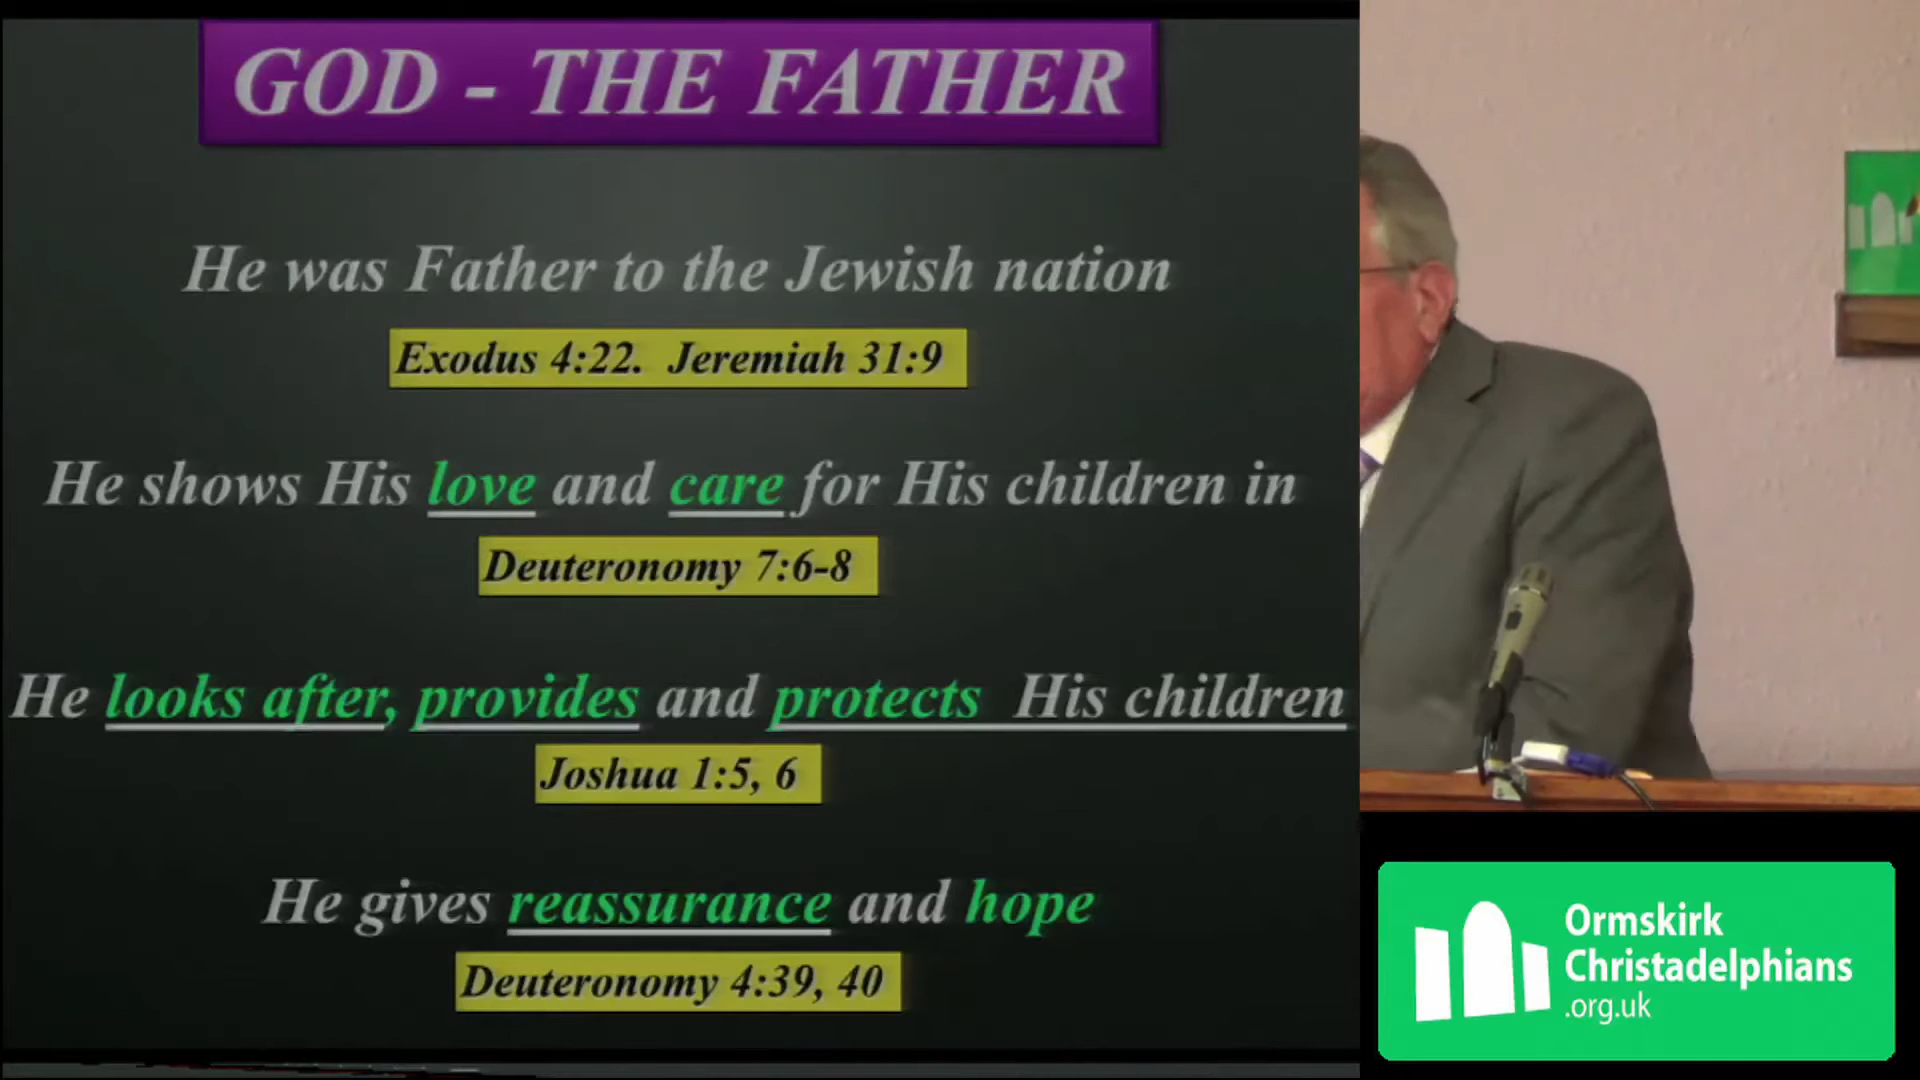 GOD - THE FATHER
He was Father to the Jewish nation
Exodus 4:22.  Jeremiah 31:9
He shows His love and care for His children in
Deuteronomy 7:6-8
He looks after, provides and protects  His children
Joshua 1:5, 6
He gives reassurance and hope
Deuteronomy 4:39, 40
Ormskirk
Christadelphians
.org.uk